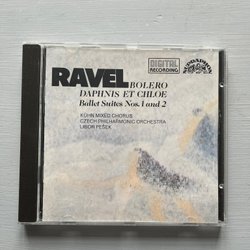 RAVEL
BOLERO
DAPHNIS ET CHLOE
Ballet Suites Nos. 1 and 2
KÜHN MIXED CHORUS
CZECH PHILHARMONIC ORCHESTRA
LIBOR PEŠEK
DIGITAL
RECORDING
SUPRAPHON